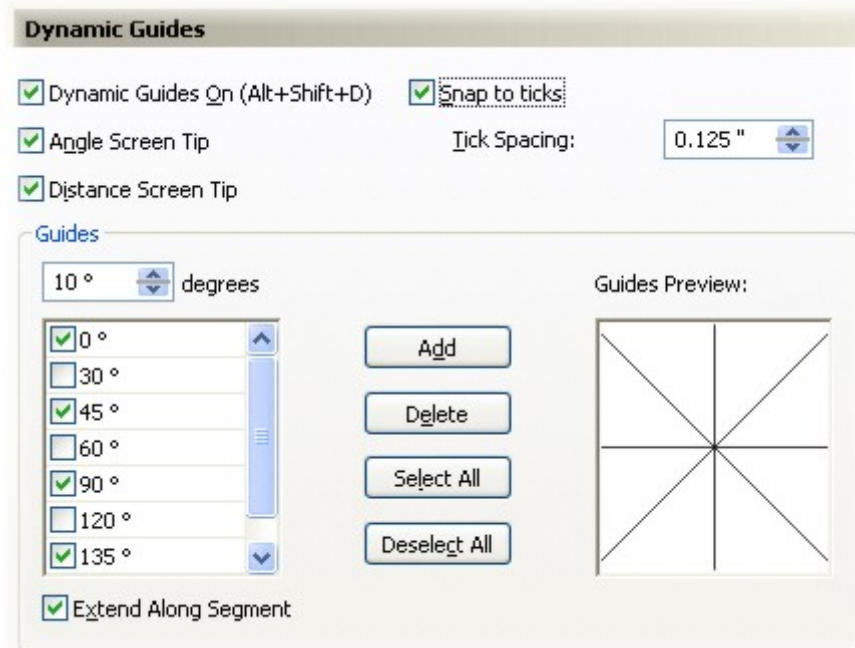 Dynamic Guides
Dynamic Guides On (Alt+Shift+D)
Snap to ticks
Angle Screen Tip
Tick Spacing:
0.125 "
Distance Screen Tip
Guides
10 °
degrees
Guides Preview:
0 °
30 °
45 °
60 °
90 °
120 °
135 °
Add
Delete
Select All
Deselect All
Extend Along Segment